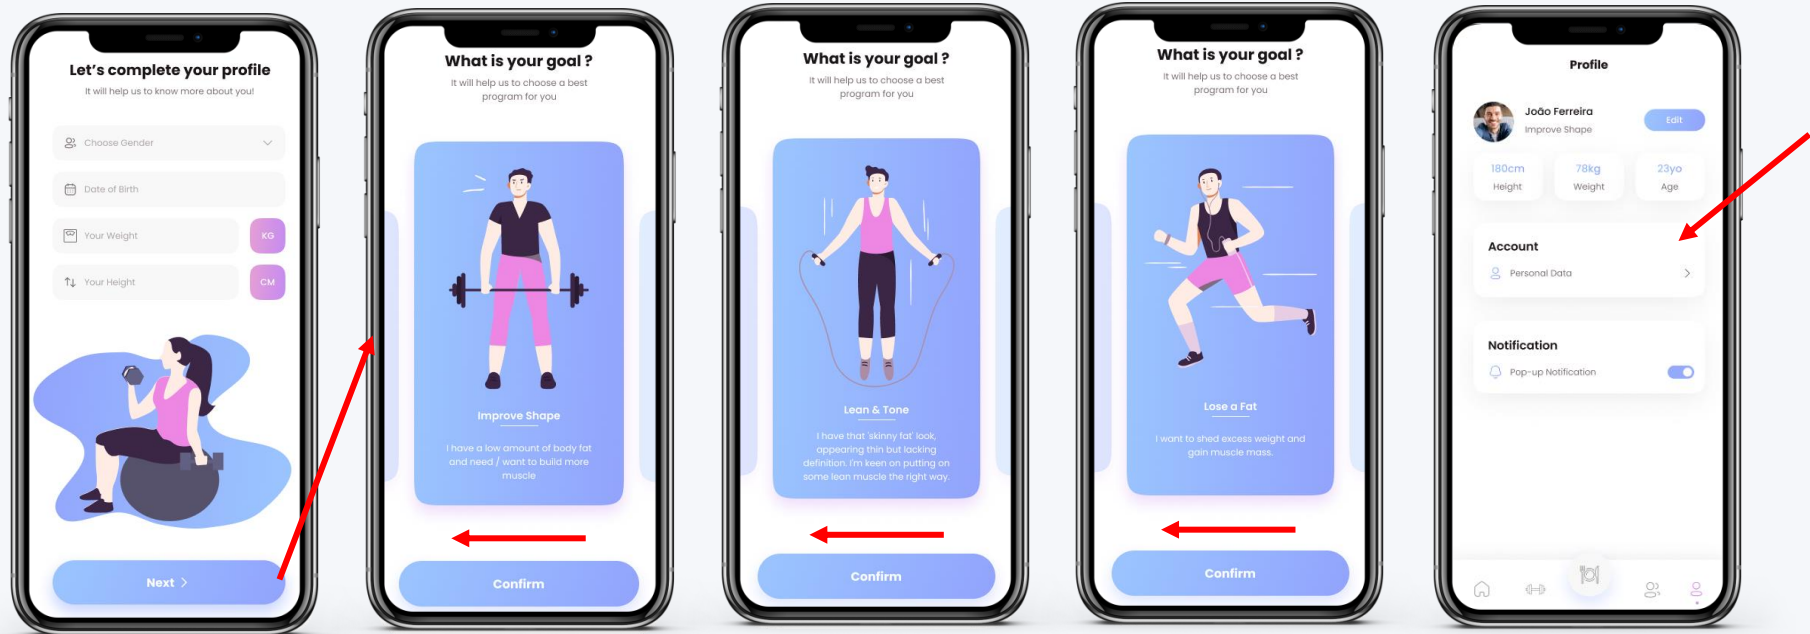 Let's complete your profile
It will help us to know more about you!
Choose Gender
Date of Birth
Your Weight
KG
Your Height
CM
Next >
What is your goal ?
It will help us to choose a best
program for you
Improve Shape
I have a low amount of body fat
and need / want to build more
muscle
Confirm
What is your goal ?
It will help us to choose a best
program for you
Lean & Tone
I have that 'skinny fat' look,
appearing thin but lacking
definition. I'm keen on putting on
some lean muscle the right way.
Confirm
What is your goal ?
It will help us to choose a best
program for you
Lose a Fat
I want to shed excess weight and
gain muscle mass.
Confirm
Profile
João Ferreira
Improve Shape
Edit
180cm
Height
78kg
Weight
23yo
Age
Account
Personal Data
Notification
Pop-up Notification